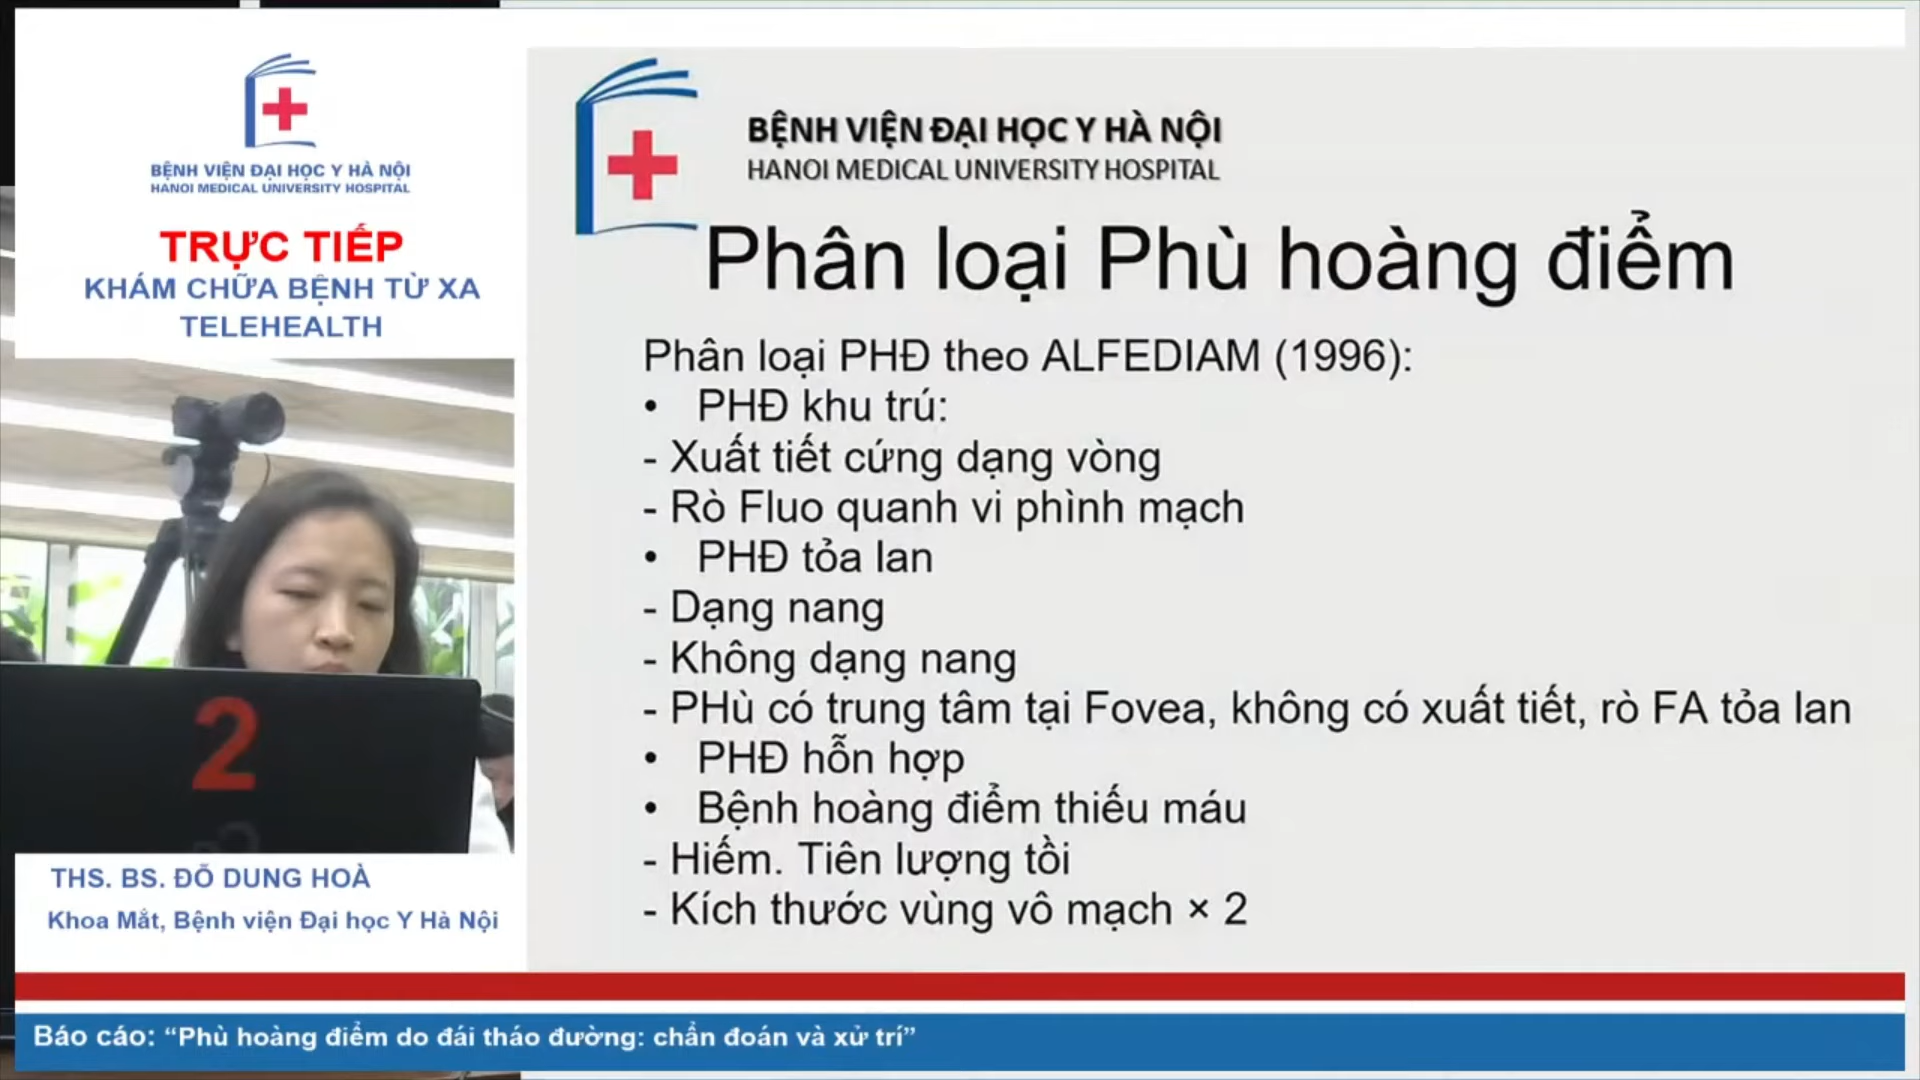 BỆNH VIỆN ĐẠI HỌC Y HÀ NỘI
HANOI MEDICAL UNIVERSITY HOSPITAL
TRỰC TIẾP
KHÁM CHỮA BỆNH TỪ XA
TELEHEALTH
2
THS. BS. ĐỖ DUNG HOÀ
Khoa Mắt, Bệnh viện Đại học Y Hà Nội
BỆNH VIỆN ĐẠI HỌC Y HÀ NỘI
HANOI MEDICAL UNIVERSITY HOSPITAL
Phân loại Phù hoàng điểm
Phân loại PHĐ theo ALFEDIAM (1996):
• PHĐ khu trú:
- Xuất tiết cứng dạng vòng
- Rò Fluo quanh vi phình mạch
• PHĐ tỏa lan
- Dạng nang
- Không dạng nang
- PHù có trung tâm tại Fovea, không có xuất tiết, rò FA tỏa lan
• PHĐ hỗn hợp
• Bệnh hoàng điểm thiếu máu
- Hiếm. Tiên lượng tồi
- Kích thước vùng vô mạch × 2
Báo cáo: “Phù hoàng điểm do đái tháo đường: chẩn đoán và xử trí”